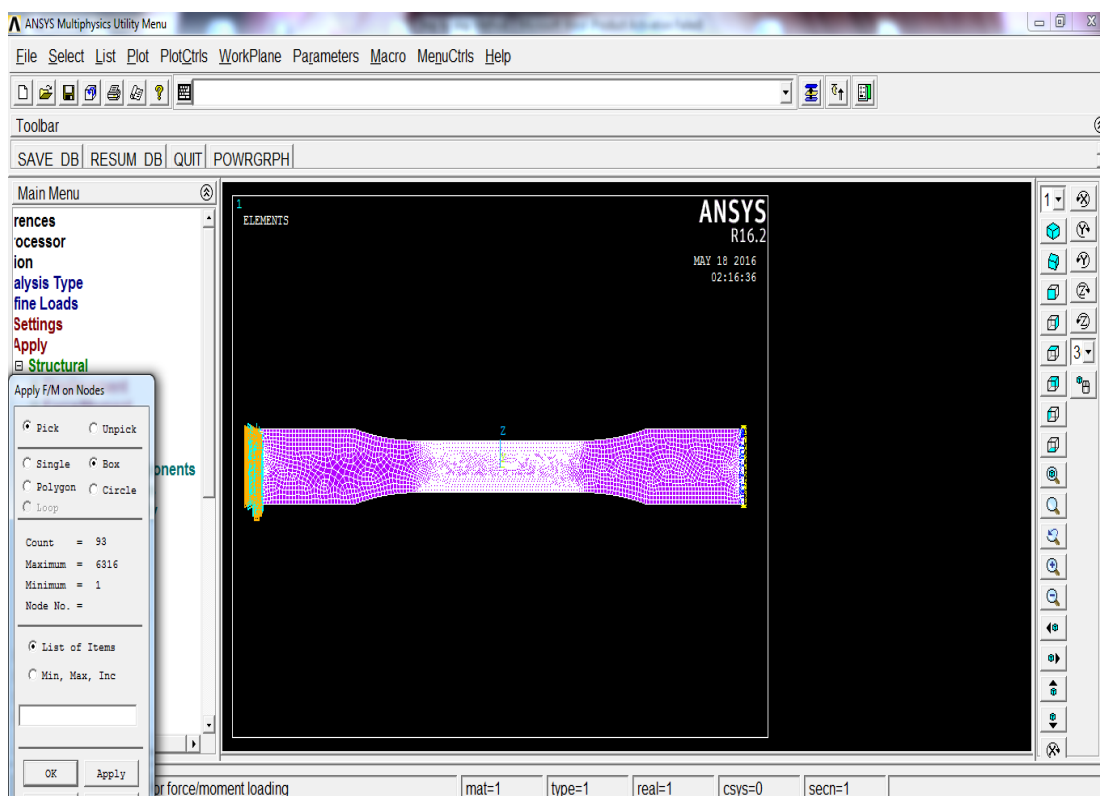 ANSYS Multiphysics Utility Menu
File Select List Plot PlotCtrls WorkPlane Parameters Macro MenuCtrls Help
Toolbar
SAVE_DB RESUM_DB QUIT POWRGRPH
Main Menu
rences
ocessor
ion
alysis Type
fine Loads
Settings
Apply
Structural
ponents
Apply F/M on Nodes
Pick Unpick
Single Box
Polygon Circle
Loop
Count = 93
Maximum = 6316
Minimum = 1
Node No. =
List of Items
Min, Max, Inc
OK Apply
1
ELEMENTS
ANSYS
R16.2
MAY 18 2016
02:16:36
Z
1
3
or force/moment loading
mat=1 type=1 real=1 csys=0 secn=1